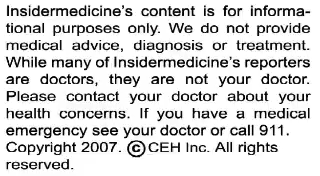 Insidermedicine's content is for informa-
tional purposes only. We do not provide
medical advice, diagnosis or treatment.
While many of Insidermedicine's reporters
are doctors, they are not your doctor.
Please contact your doctor about your
health concerns. If you have a medical
emergency see your doctor or call 911.
Copyright 2007. ©CEH Inc. All rights
reserved.